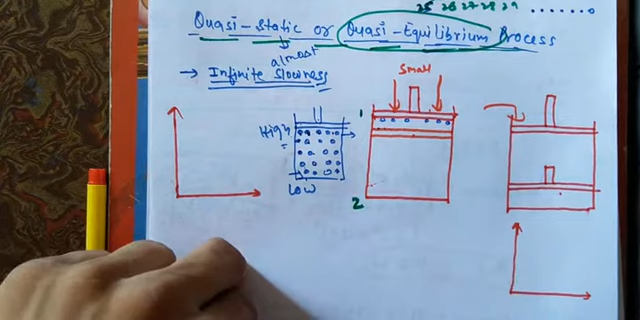 25 26 27 28 29 .......
Quasi-Static or Quasi-Equilibrium Process
almost
→ Infinite slowness
small
1
High
Low
2